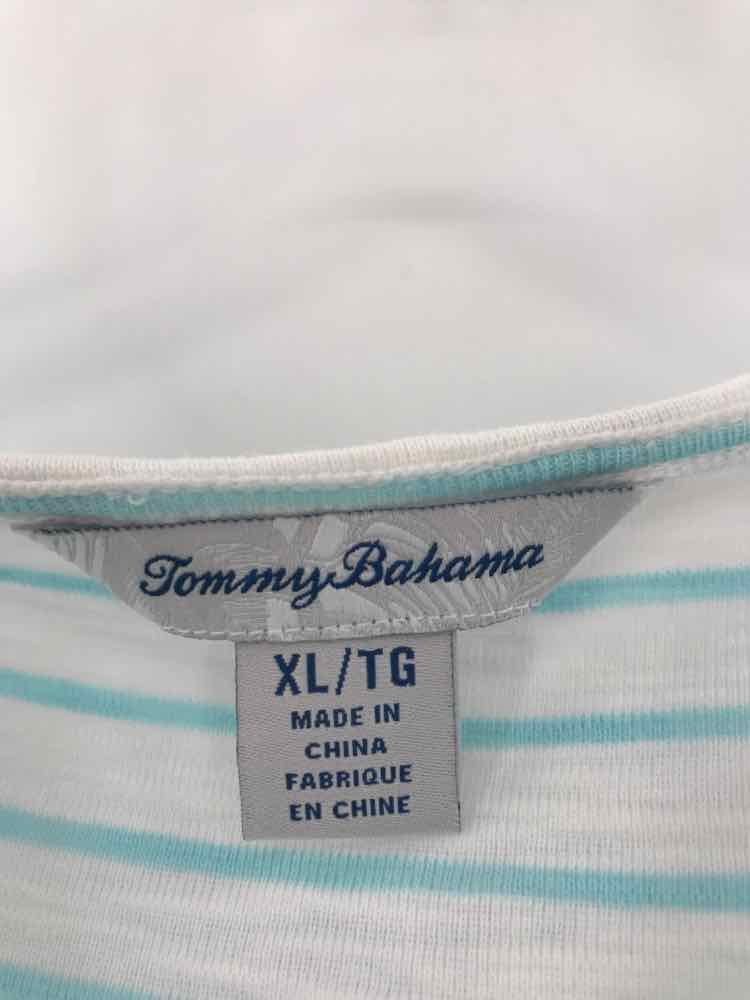 Tommy Bahama
XL/TG
MADE IN
CHINA
FABRIQUE
EN CHINE